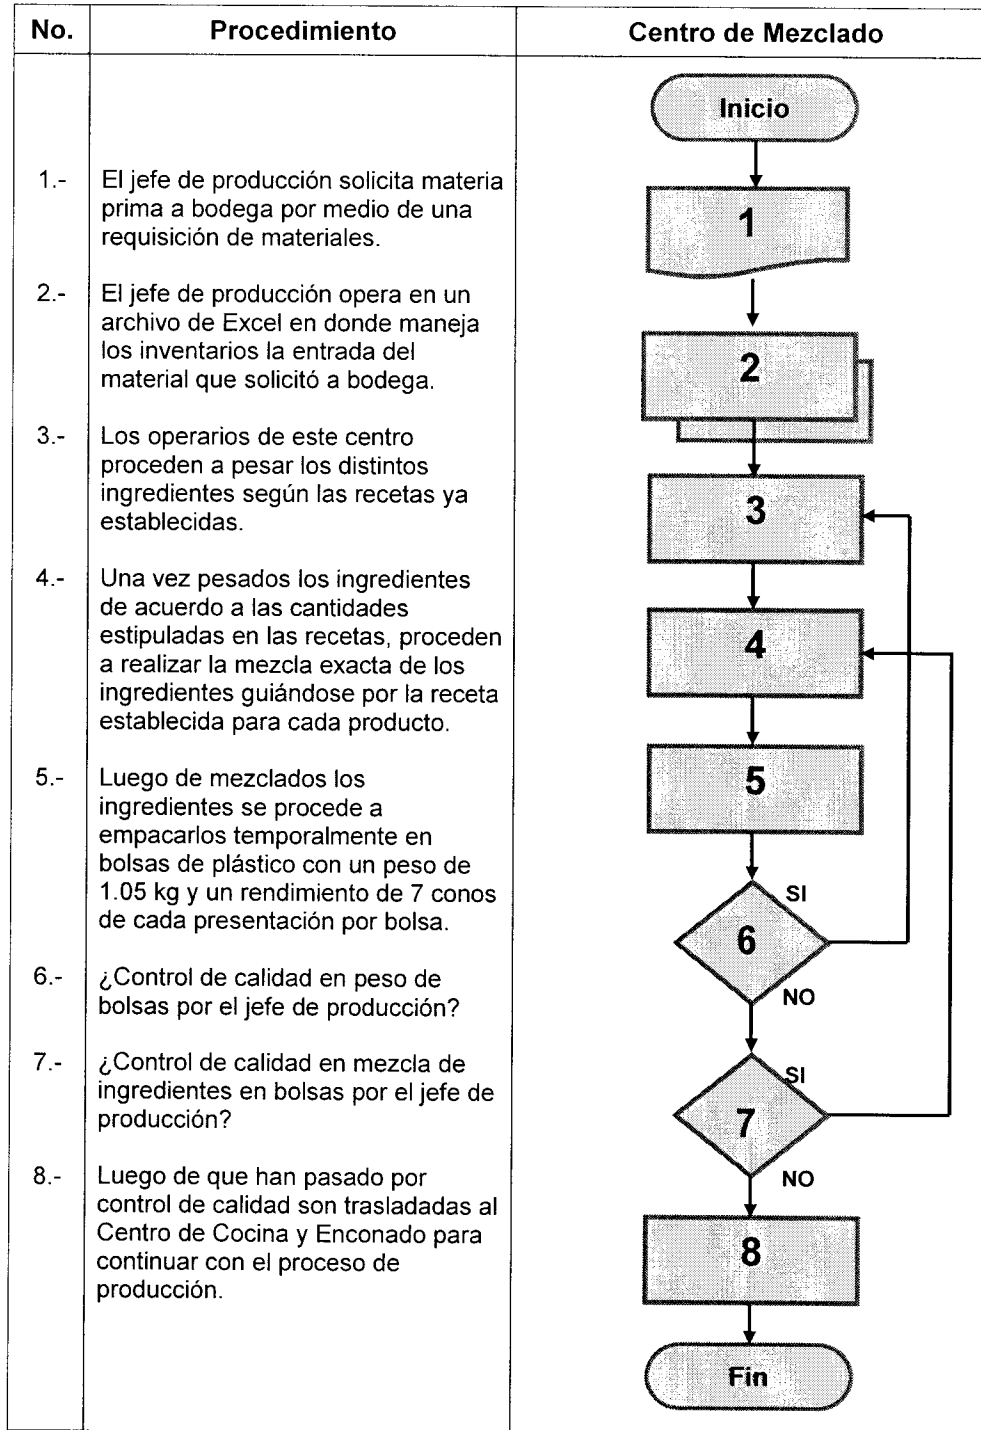 No. Procedimiento Centro de Mezclado
Inicio
1.- El jefe de producción solicita materia
prima a bodega por medio de una
requisición de materiales.
1
2.- El jefe de producción opera en un
archivo de Excel en donde maneja
los inventarios la entrada del
material que solicitó a bodega.
2
3.- Los operarios de este centro
proceden a pesar los distintos
ingredientes según las recetas ya
establecidas.
3
4.- Una vez pesados los ingredientes
de acuerdo a las cantidades
estipuladas en las recetas, proceden
a realizar la mezcla exacta de los
ingredientes guiándose por la receta
establecida para cada producto.
4
5.- Luego de mezclados los
ingredientes se procede a
empacarlos temporalmente en
bolsas de plástico con un peso de
1.05 kg y un rendimiento de 7 conos
de cada presentación por bolsa.
5
6.- ¿Control de calidad en peso de
bolsas por el jefe de producción?
SI
6
NO
7.- ¿Control de calidad en mezcla de
ingredientes en bolsas por el jefe de
producción?
SI
7
NO
8.- Luego de que han pasado por
control de calidad son trasladadas al
Centro de Cocina y Enconado para
continuar con el proceso de
producción.
8
Fin